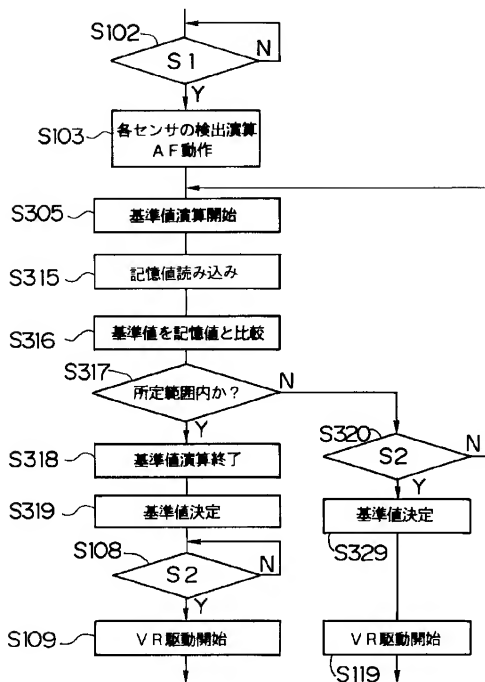 S102
S1
N
Y
S103
各センサの検出演算
AF動作
S305
基準値演算開始
S315
記憶値読み込み
S316
基準値を記憶値と比較
S317
所定範囲内か?
N
Y
S320
S2
N
Y
S318
基準値演算終了
S319
基準値決定
基準値決定
S329
S108
S2
N
Y
S109
VR駆動開始
VR駆動開始
S119